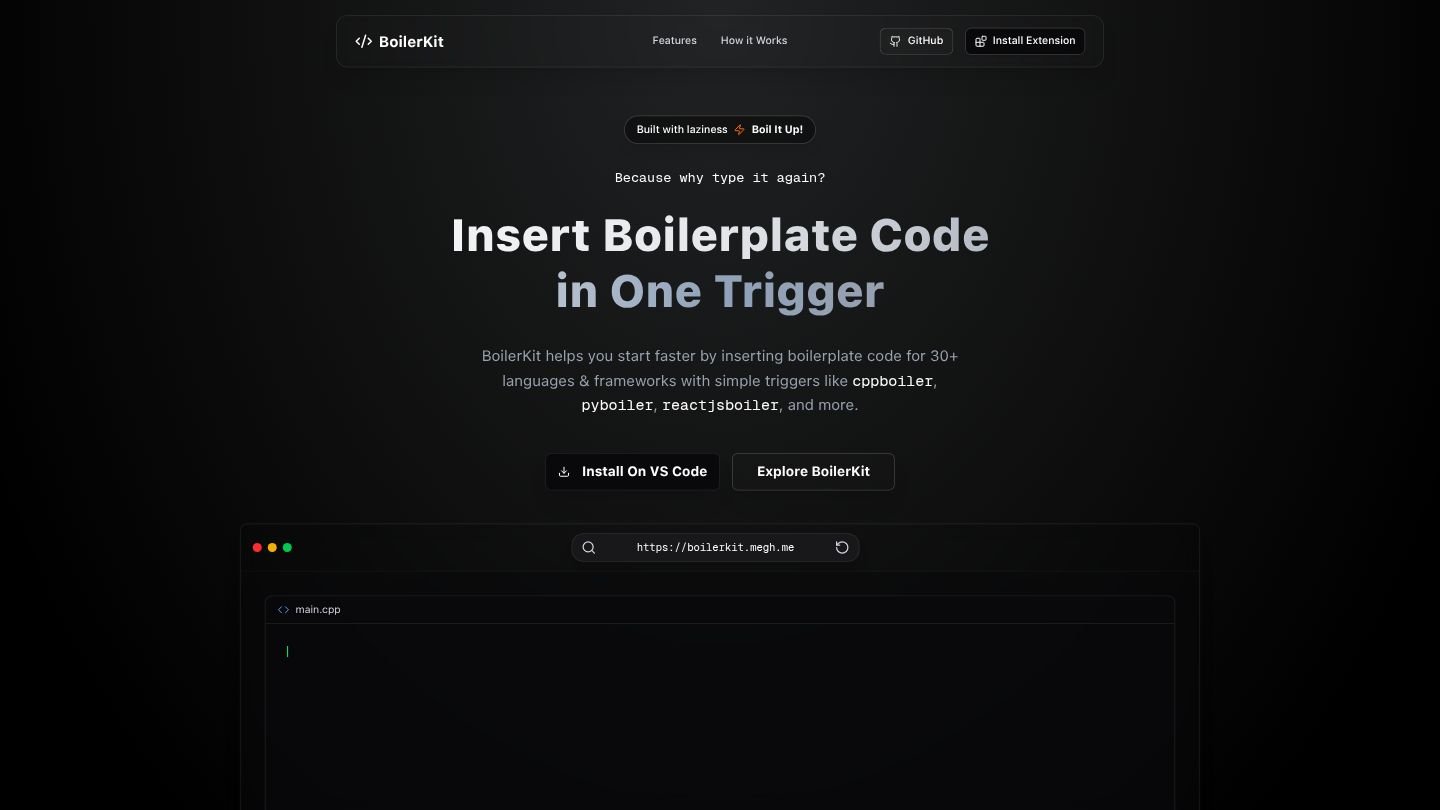 </> BoilerKit
Features
How it Works
GitHub
Install Extension
Built with laziness Boil It Up!
Because why type it again?
Insert Boilerplate Code
in One Trigger
BoilerKit helps you start faster by inserting boilerplate code for 30+
languages & frameworks with simple triggers like cppboiler,
pyboiler, reactjsboiler, and more.
Install On VS Code
Explore BoilerKit
https://boilerkit.megh.me
main.cpp